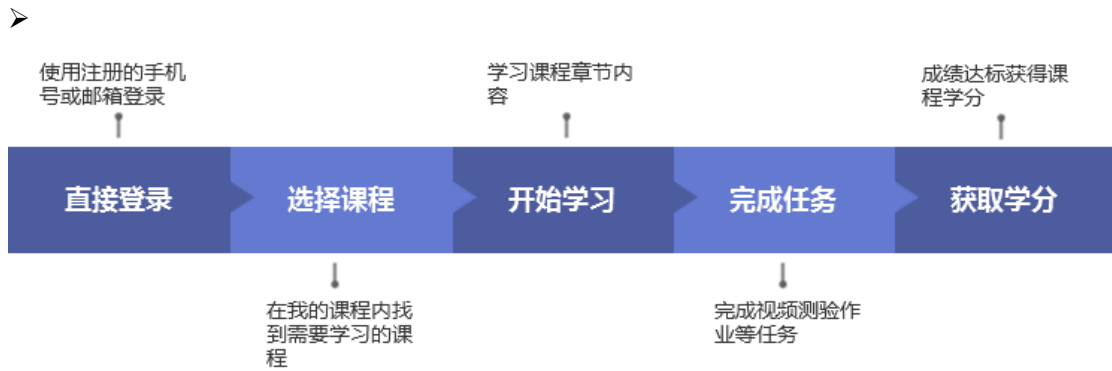 使用注册的手机
号或邮箱登录
学习课程章节内
容
成绩达标获得课
程学分
直接登录
选择课程
开始学习
完成任务
获取学分
在我的课程内找
到需要学习的课
程
完成视频测验作
业等任务